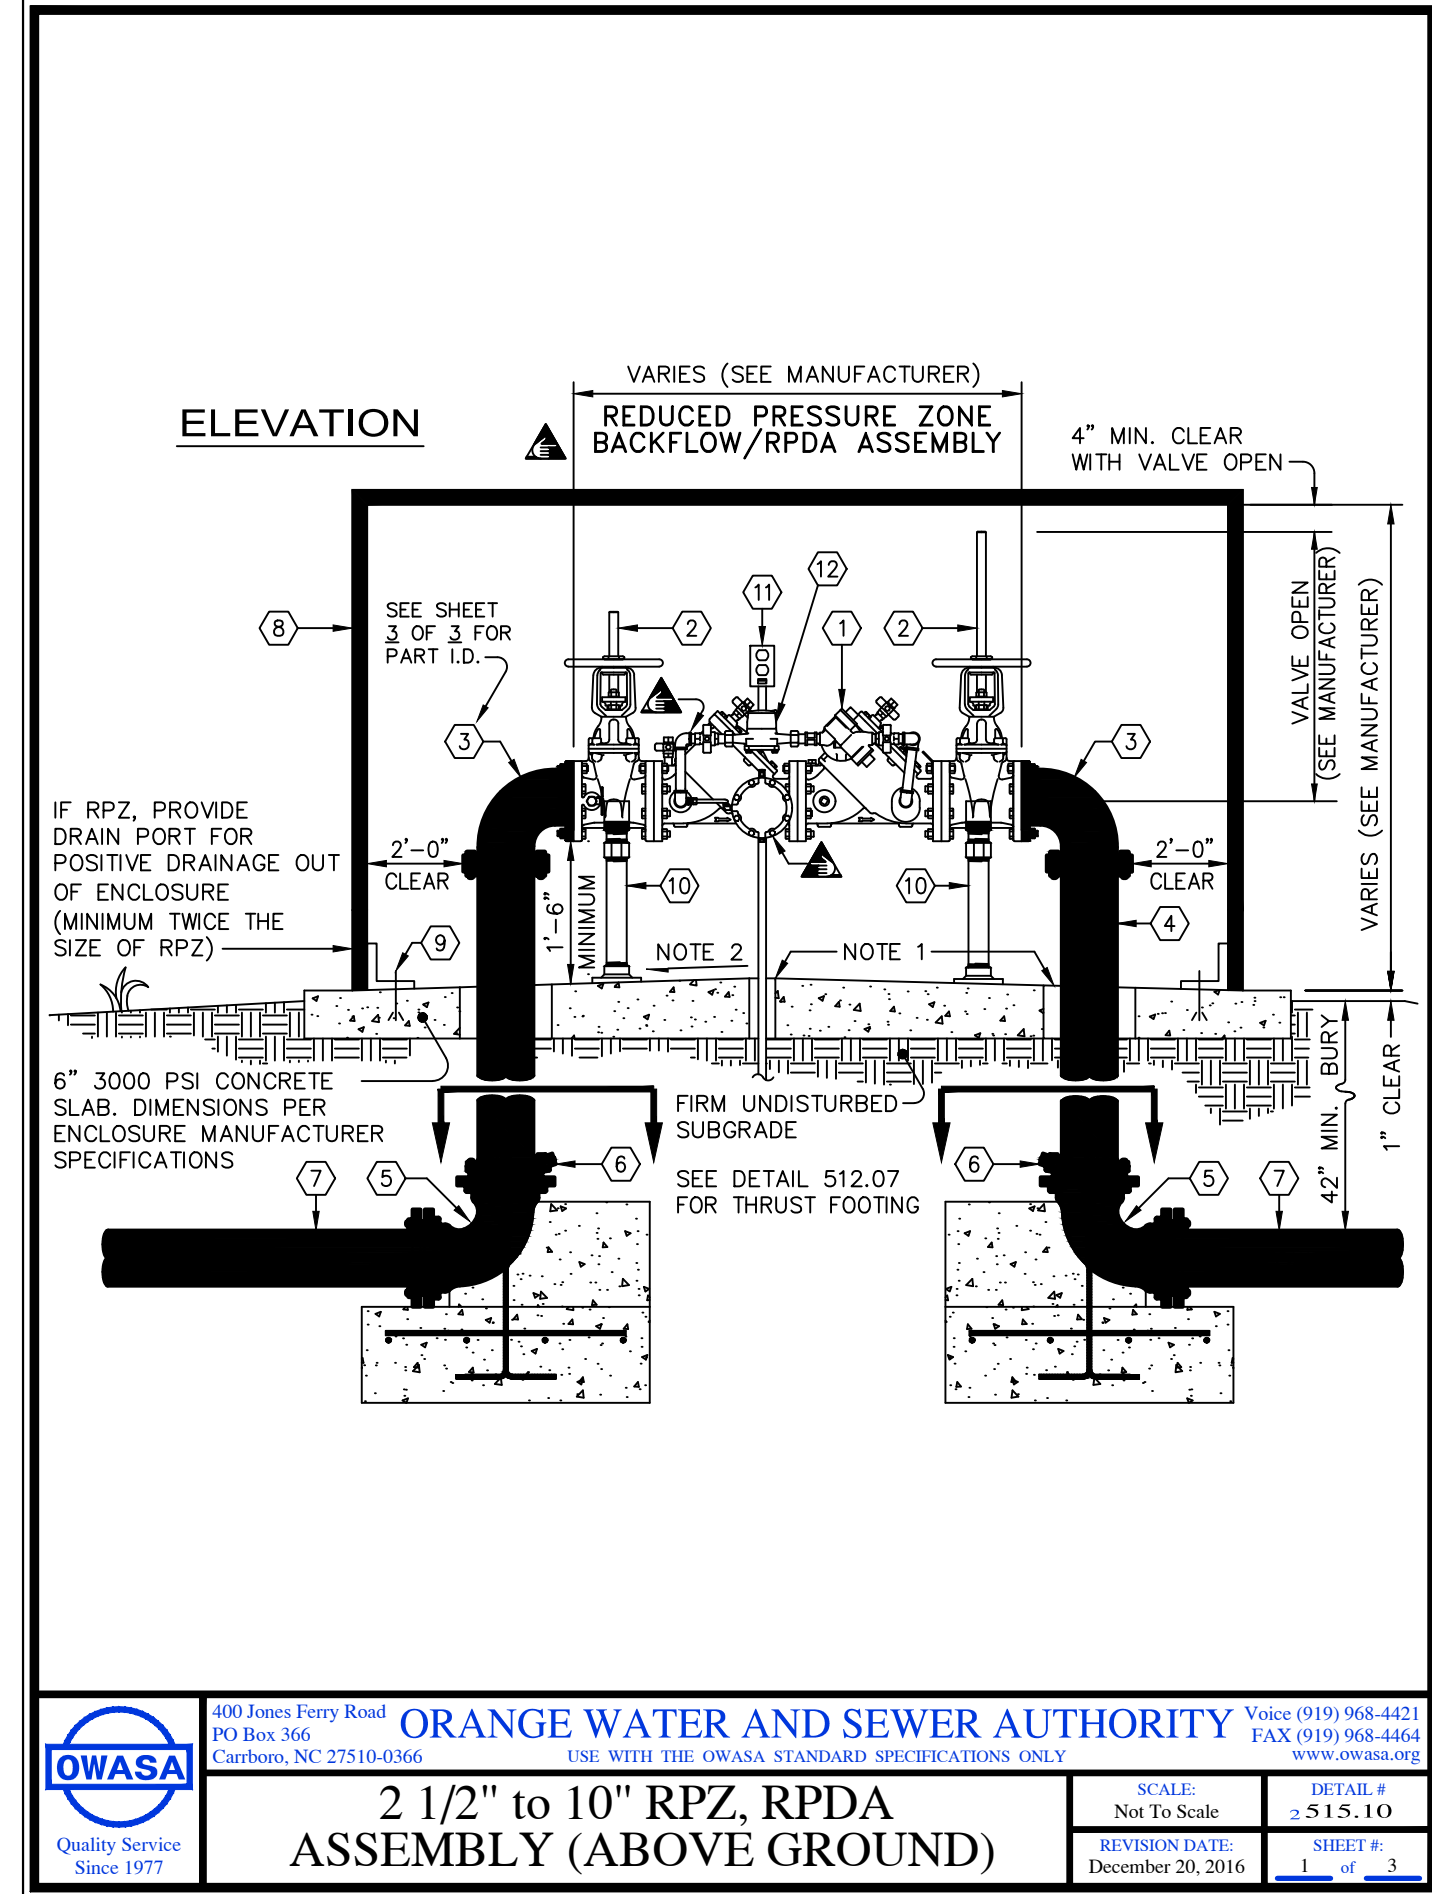 VARIES (SEE MANUFACTURER)
ELEVATION
REDUCED PRESSURE ZONE
BACKFLOW/RPDA ASSEMBLY
4" MIN. CLEAR
WITH VALVE OPEN
8
SEE SHEET
3 OF 3 FOR
PART I.D.
2
11
12
1
2
VALVE OPEN
(SEE MANUFACTURER)
VARIES (SEE MANUFACTURER)
3
3
IF RPZ, PROVIDE
DRAIN PORT FOR
POSITIVE DRAINAGE OUT
OF ENCLOSURE
(MINIMUM TWICE THE
SIZE OF RPZ)
2'-0"
CLEAR
2'-0"
CLEAR
10
10
1'-6"
MINIMUM
9
4
NOTE 2
NOTE 1
6" 3000 PSI CONCRETE
SLAB. DIMENSIONS PER
ENCLOSURE MANUFACTURER
SPECIFICATIONS
FIRM UNDISTURBED
SUBGRADE
42" MIN. BURY
1" CLEAR
SEE DETAIL 512.07
FOR THRUST FOOTING
7
5
6
6
5
7
OWASA
Quality Service
Since 1977
400 Jones Ferry Road
PO Box 366
Carrboro, NC 27510-0366
ORANGE WATER AND SEWER AUTHORITY
USE WITH THE OWASA STANDARD SPECIFICATIONS ONLY
Voice (919) 968-4421
FAX (919) 968-4464
www.owasa.org
2 1/2" to 10" RPZ, RPDA
ASSEMBLY (ABOVE GROUND)
SCALE:
Not To Scale
DETAIL #
2 515.10
REVISION DATE:
December 20, 2016
SHEET #:
1 of 3